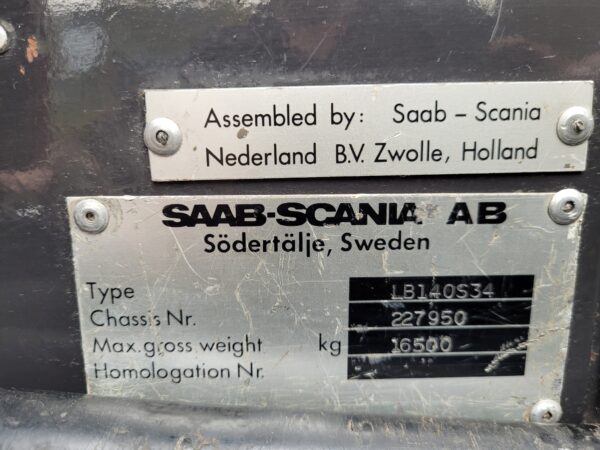 Assembled by: Saab - Scania
Nederland B.V. Zwolle, Holland
SAAB-SCANIA AB
Södertälje, Sweden
Type LB140S34
Chassis Nr. 227950
Max. gross weight kg 16500
Homologation Nr.